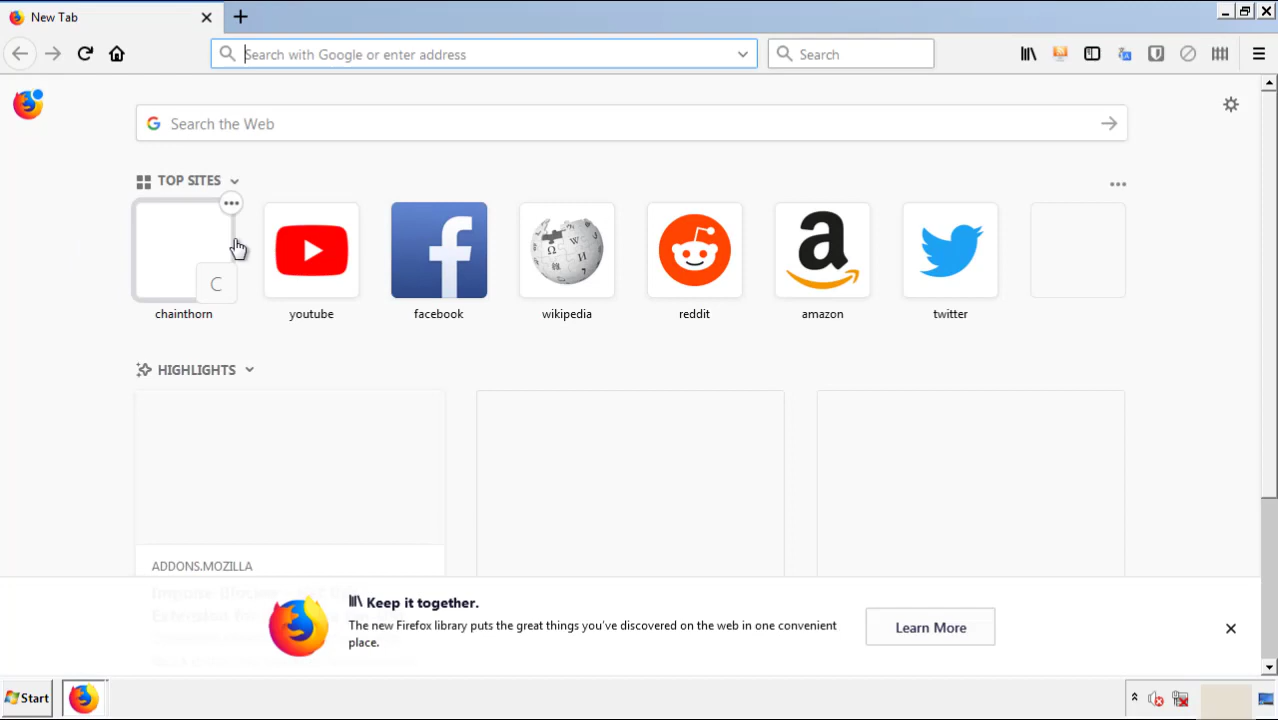 New Tab
Search with Google or enter address
Search
Search the Web
TOP SITES
C
chainthorn
youtube
facebook
wikipedia
reddit
amazon
twitter
HIGHLIGHTS
ADDONS.MOZILLA
Keep it together.
The new Firefox library puts the great things you've discovered on the web in one convenient
place.
Learn More
Start